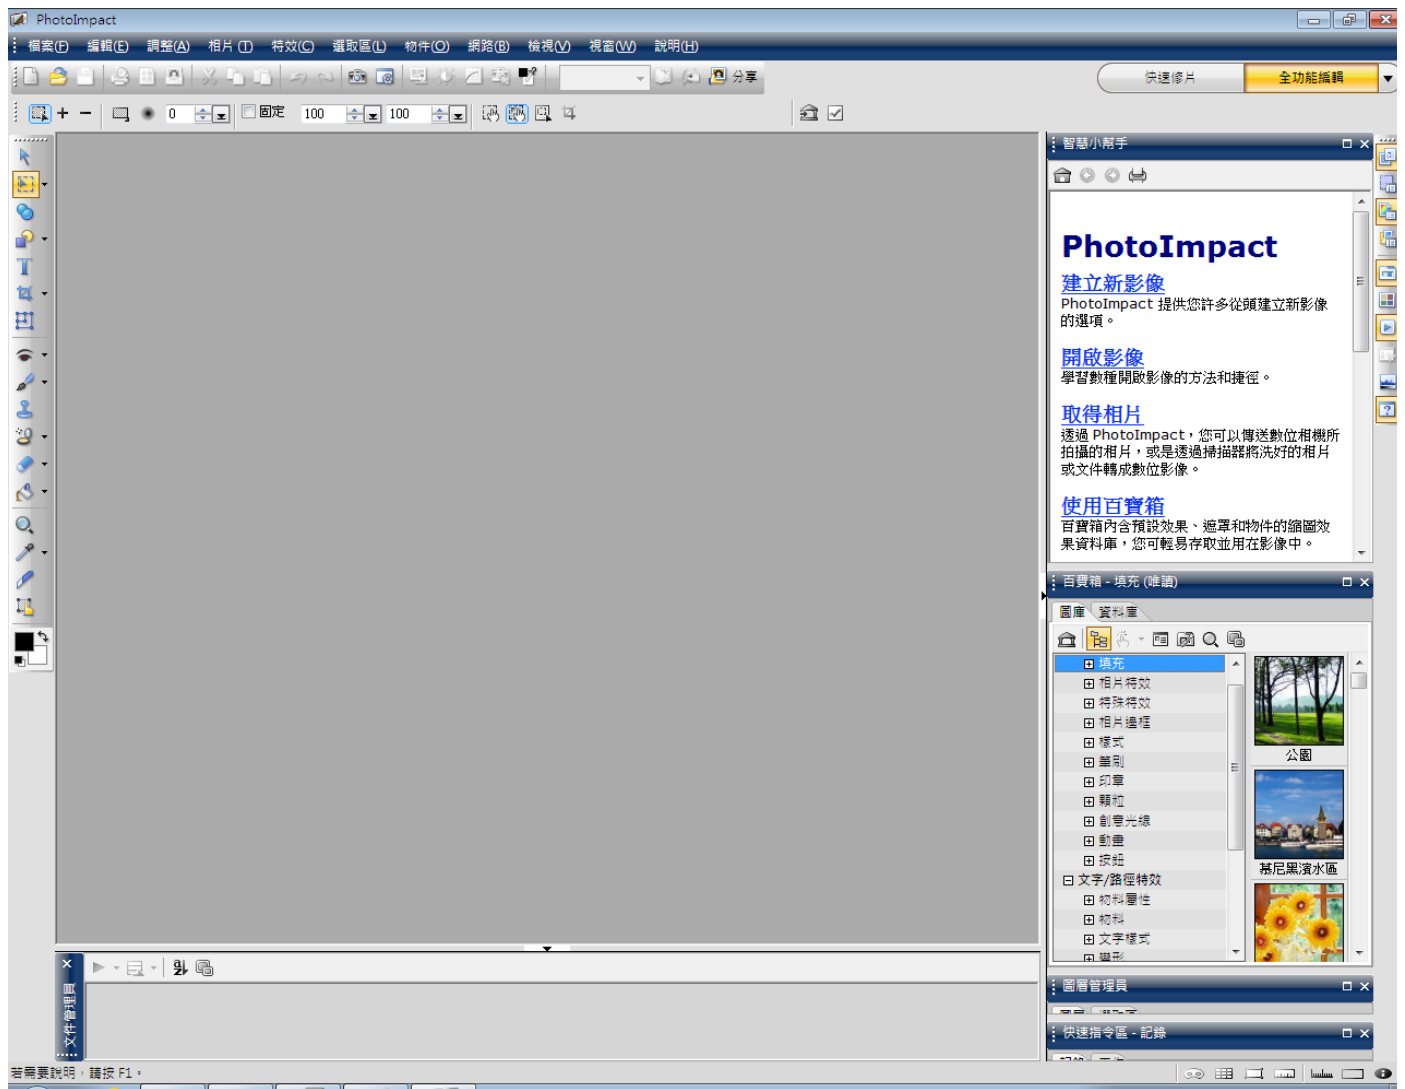 PhotoImpact
檔案(F) 編輯(E) 調整(A) 相片(T) 特效(C) 選取區(L) 物件(O) 網路(B) 檢視(V) 視窗(W) 說明(H)
分享
快速修片 全功能編輯
0 固定 100 100
智慧小幫手
PhotoImpact
建立新影像
PhotoImpact 提供您許多從頭建立新影像
的選項。
開啟影像
學習數種開啟影像的方法和捷徑。
取得相片
透過 PhotoImpact，您可以傳送數位相機所
拍攝的相片，或是透過掃描器將洗好的相片
或文件轉成數位影像。
使用百寶箱
百寶箱內含預設效果、遮罩和物件的縮圖效
果資料庫，您可輕易存取並用在影像中。
百寶箱 - 填充 (唯讀)
圖庫 資料庫
填充
相片特效
特殊特效
相片邊框
樣式
筆刷
印章
顆粒
創意光線
動畫
按鈕
文字/路徑特效
物料屬性
物料
文字樣式
變形
公園
慕尼黑濱水區
圖層管理員
圖層 選取區
快速指令區 - 記錄
文件管理員
若需要說明，請按 F1。